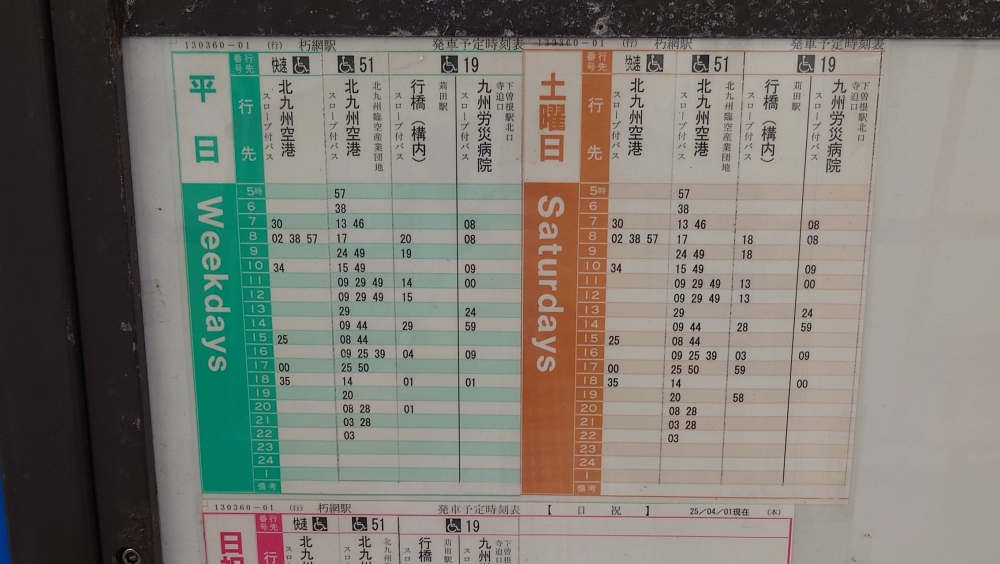 130360-01 (行) 朽網駅 発車予定時刻表
平日
Weekdays
行先番号 快速 51 19
行先
スロープ付バス 北九州空港
スロープ付バス 北九州空港 北九州臨空産業団地
スロープ付バス 行橋(構内) 苅田駅
スロープ付バス 九州労災病院 寺迫口 下曽根駅北口
5時 57
6 38
7 30 13 46 08
8 02 38 57 17 20 08
9 24 49 19
10 34 15 49 09
11 09 29 49 14 00
12 09 29 49 15
13 29 24
14 09 44 29 59
15 25 08 44
16 09 25 39 04 09
17 00 25 50
18 35 14 01 01
19 20
20 08 28 01
21 03 28
22 03
23
24
1
備考
130360-01 (行) 朽網駅 発車予定時刻表
土曜日
Saturdays
行先番号 快速 51 19
行先
スロープ付バス 北九州空港
スロープ付バス 北九州空港 北九州臨空産業団地
スロープ付バス 行橋(構内) 苅田駅
スロープ付バス 九州労災病院 寺迫口 下曽根駅北口
5時 57
6 38
7 30 13 46 08
8 02 38 57 17 18 08
9 24 49 18
10 34 15 49 09
11 09 29 49 13 00
12 09 29 49 13
13 29 24
14 09 44 28 59
15 25 08 44
16 09 25 39 03 09
17 00 25 50 59
18 35 14 00
19 20 58
20 08 28
21 03 28
22 03
23
24
1
備考
130360-01 (行) 朽網駅 発車予定時刻表 【 日 祝 】 25/04/01現在 (本)
行先番号 快速 51 19